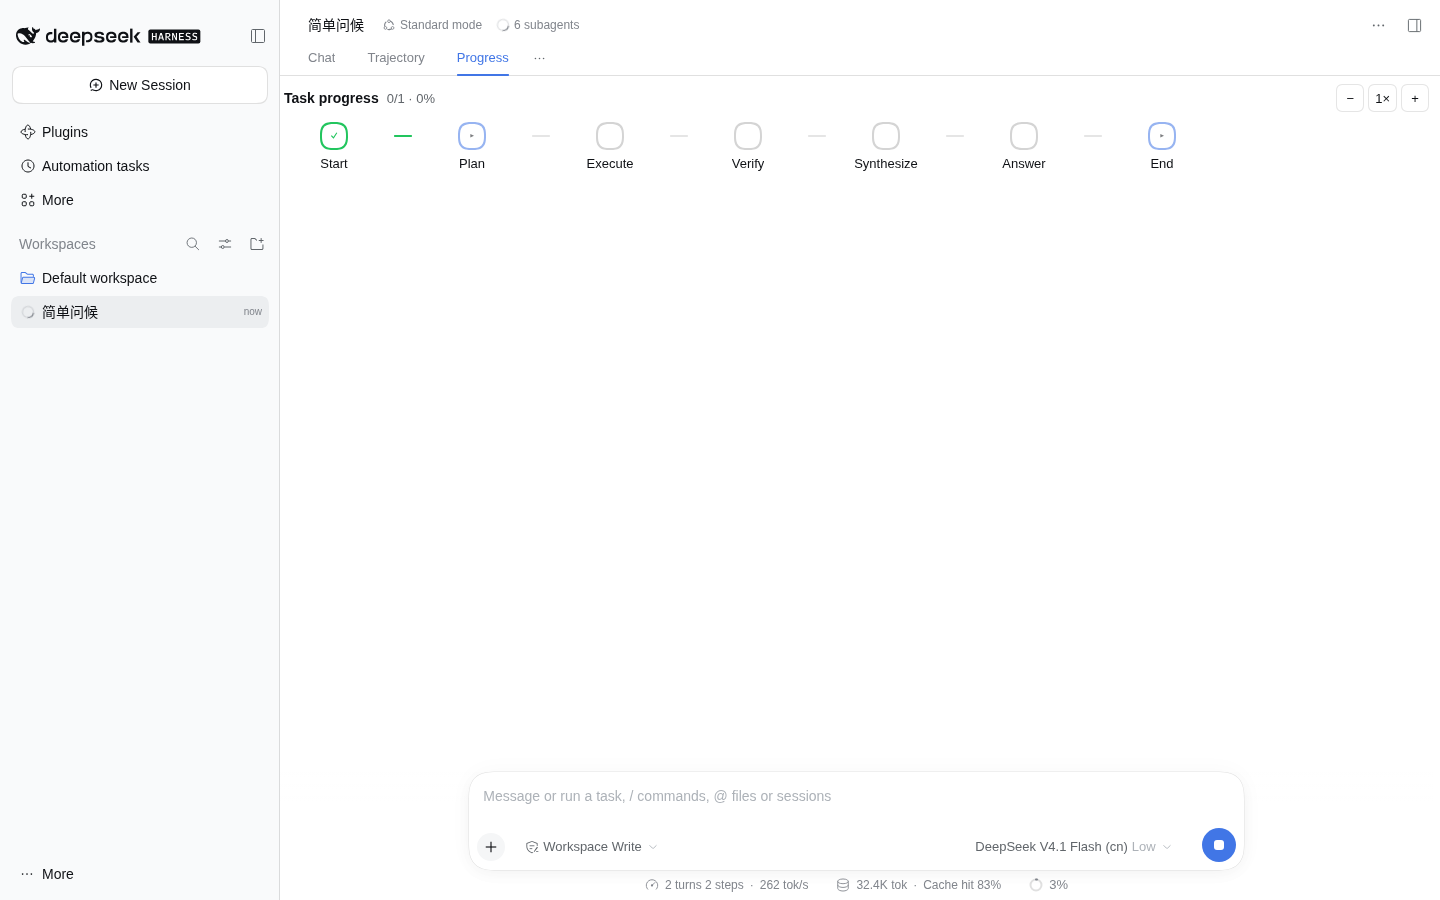 deepseek HARNESS
New Session
Plugins
Automation tasks
More
Workspaces
Default workspace
简单问候 now
More
简单问候 Standard mode 6 subagents
Chat Trajectory Progress ···
Task progress 0/1 · 0% − 1× +
Start Plan Execute Verify Synthesize Answer End
Message or run a task, / commands, @ files or sessions
Workspace Write DeepSeek V4.1 Flash (cn) Low
2 turns 2 steps · 262 tok/s 32.4K tok · Cache hit 83% 3%